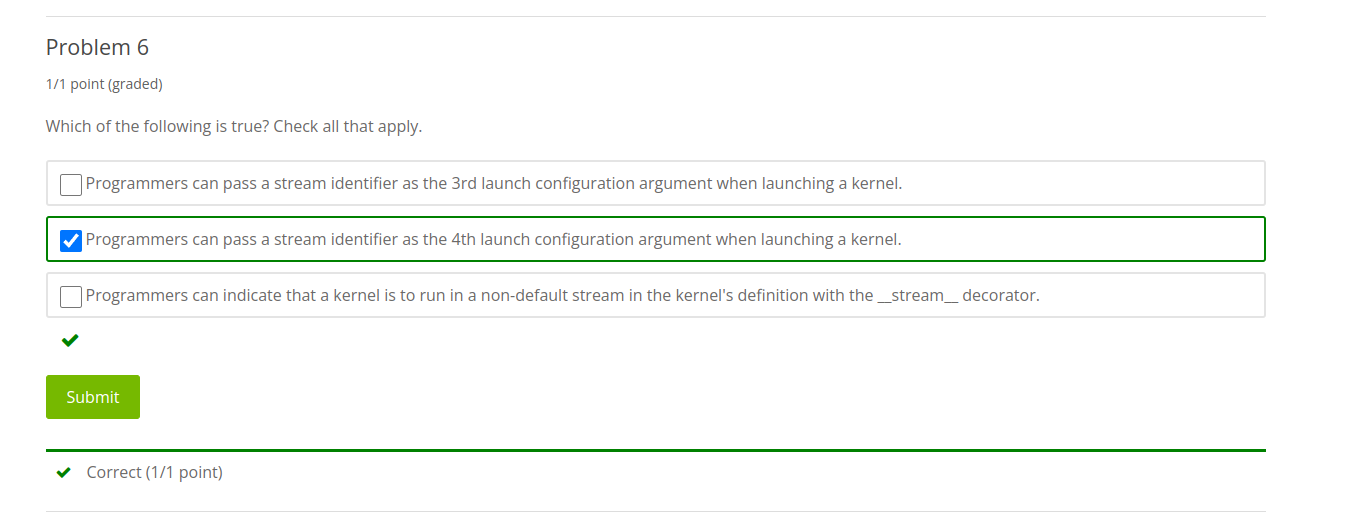 Problem 6
1/1 point (graded)
Which of the following is true? Check all that apply.
Programmers can pass a stream identifier as the 3rd launch configuration argument when launching a kernel.
Programmers can pass a stream identifier as the 4th launch configuration argument when launching a kernel.
Programmers can indicate that a kernel is to run in a non-default stream in the kernel's definition with the __stream__ decorator.
Submit
Correct (1/1 point)